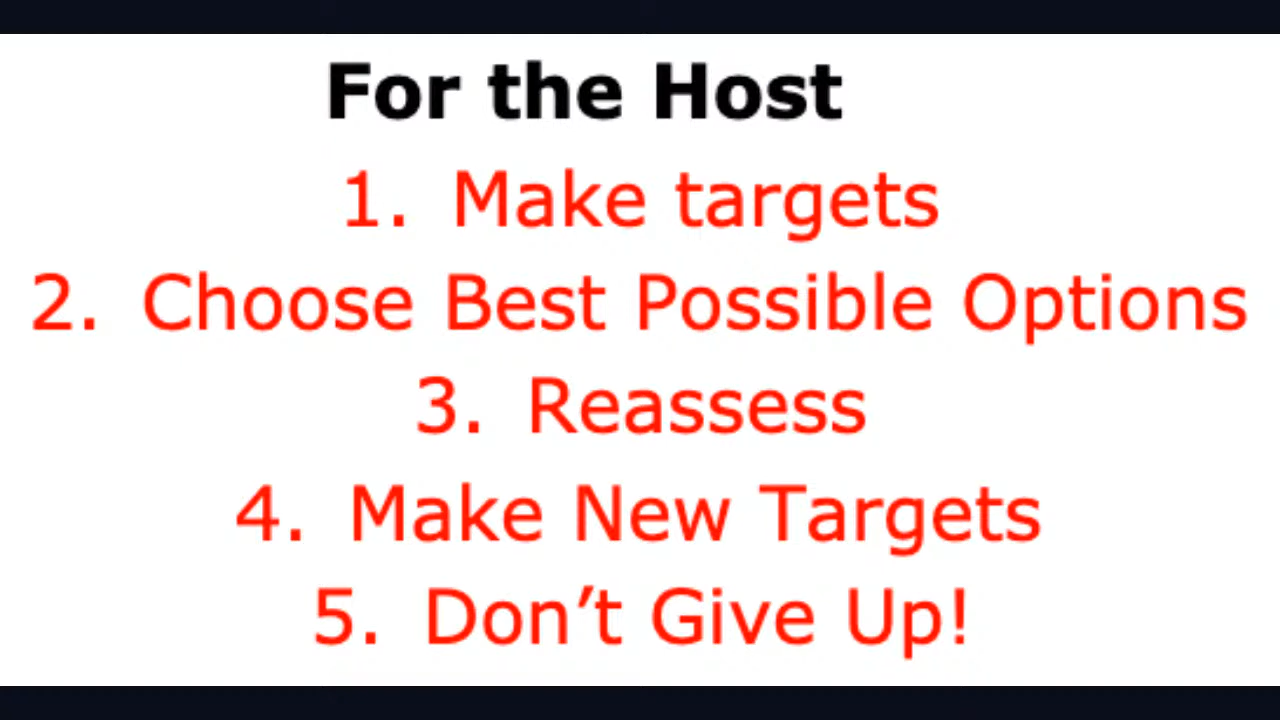 For the Host
1. Make targets
2. Choose Best Possible Options
3. Reassess
4. Make New Targets
5. Don’t Give Up!